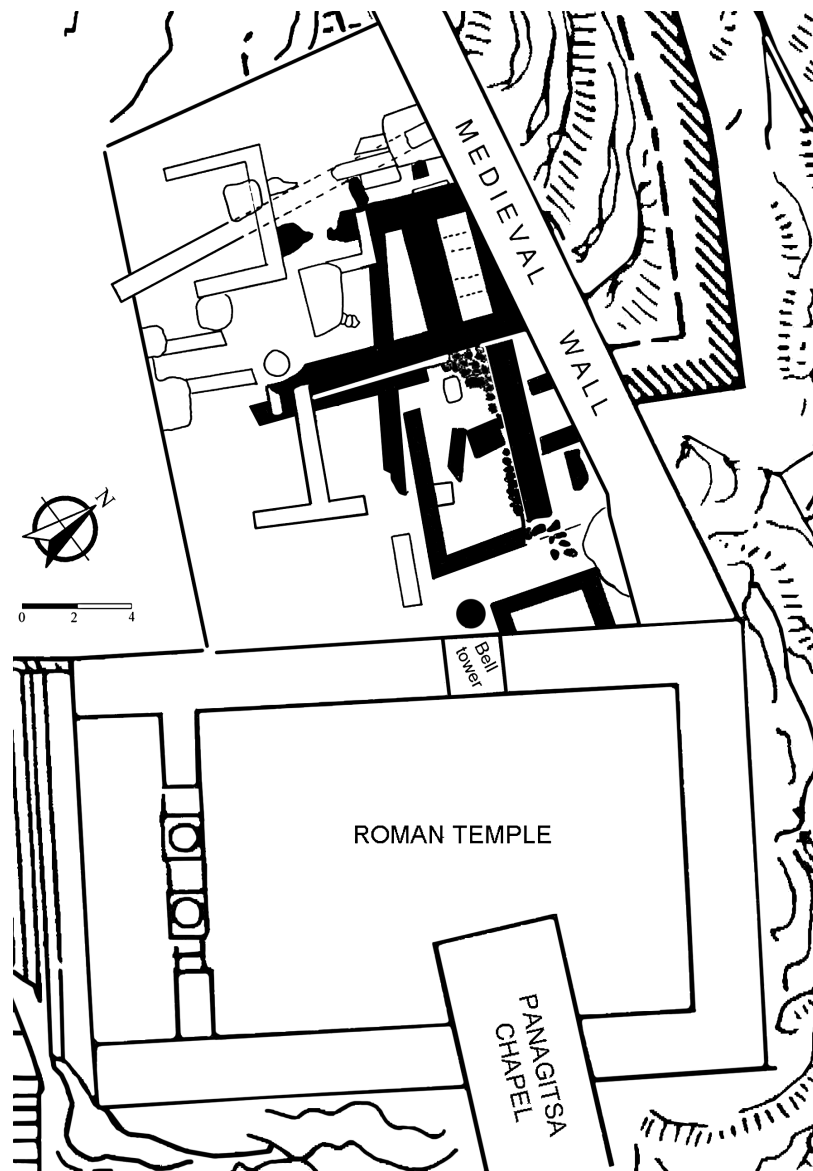 MEDIEVAL WALL
N
0 2 4
Bell
tower
ROMAN TEMPLE
PANAGITSA
CHAPEL